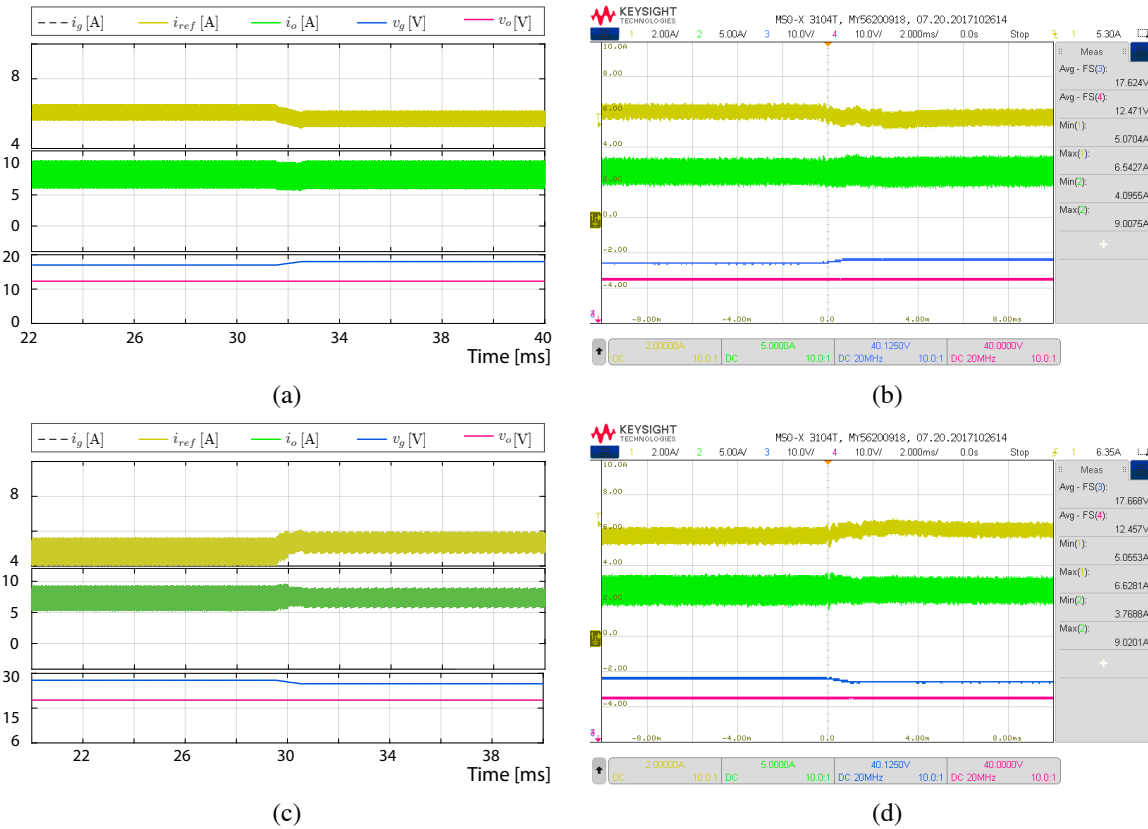 i_g [A] i_ref [A] i_o [A] v_g [V] v_o [V]
8
4
10
5
0
20
10
0
22 24 26 28 30 32 34 36 38 40
Time [ms]
(a)
KEYSIGHT
TECHNOLOGIES
MSO-X 3104T, MY56200918, 07.20.2017102614
1 2.00A/ 2 5.00A/ 3 10.0V/ 4 10.0V/ 2.000ms/ 0.0s Stop 1 5.30A
10.0A
8.00
6.00
4.00
2.00
0.0
-2.00
-4.00
-8.00m -4.00m 0.0 4.00m 8.00ms
Meas
Avg - FS(3):
17.624V
Avg - FS(4):
12.471V
Min(1):
5.0704A
Max(1):
6.5427A
Min(2):
4.0955A
Max(2):
9.0075A
2.00000A 5.0000A 40.1250V 40.0000V
DC 10.0:1 DC 10.0:1 DC 20MHz 10.0:1 DC 20MHz 10.0:1
(b)
i_g [A] i_ref [A] i_o [A] v_g [V] v_o [V]
8
4
10
5
0
30
15
6
22 26 28 30 34 36 38
Time [ms]
(c)
KEYSIGHT
TECHNOLOGIES
MSO-X 3104T, MY56200918, 07.20.2017102614
1 2.00A/ 2 5.00A/ 3 10.0V/ 4 10.0V/ 2.000ms/ 0.0s Stop 1 6.35A
10.0A
8.00
6.00
4.00
2.00
0.0
-2.00
-4.00
-8.00m -4.00m 0.0 4.00m 8.00ms
Meas
Avg - FS(3):
17.668V
Avg - FS(4):
12.457V
Min(1):
5.0553A
Max(1):
6.6281A
Min(2):
3.7688A
Max(2):
9.0201A
2.00000A 5.0000A 40.1250V 40.0000V
DC 10.0:1 DC 10.0:1 DC 20MHz 10.0:1 DC 20MHz 10.0:1
(d)